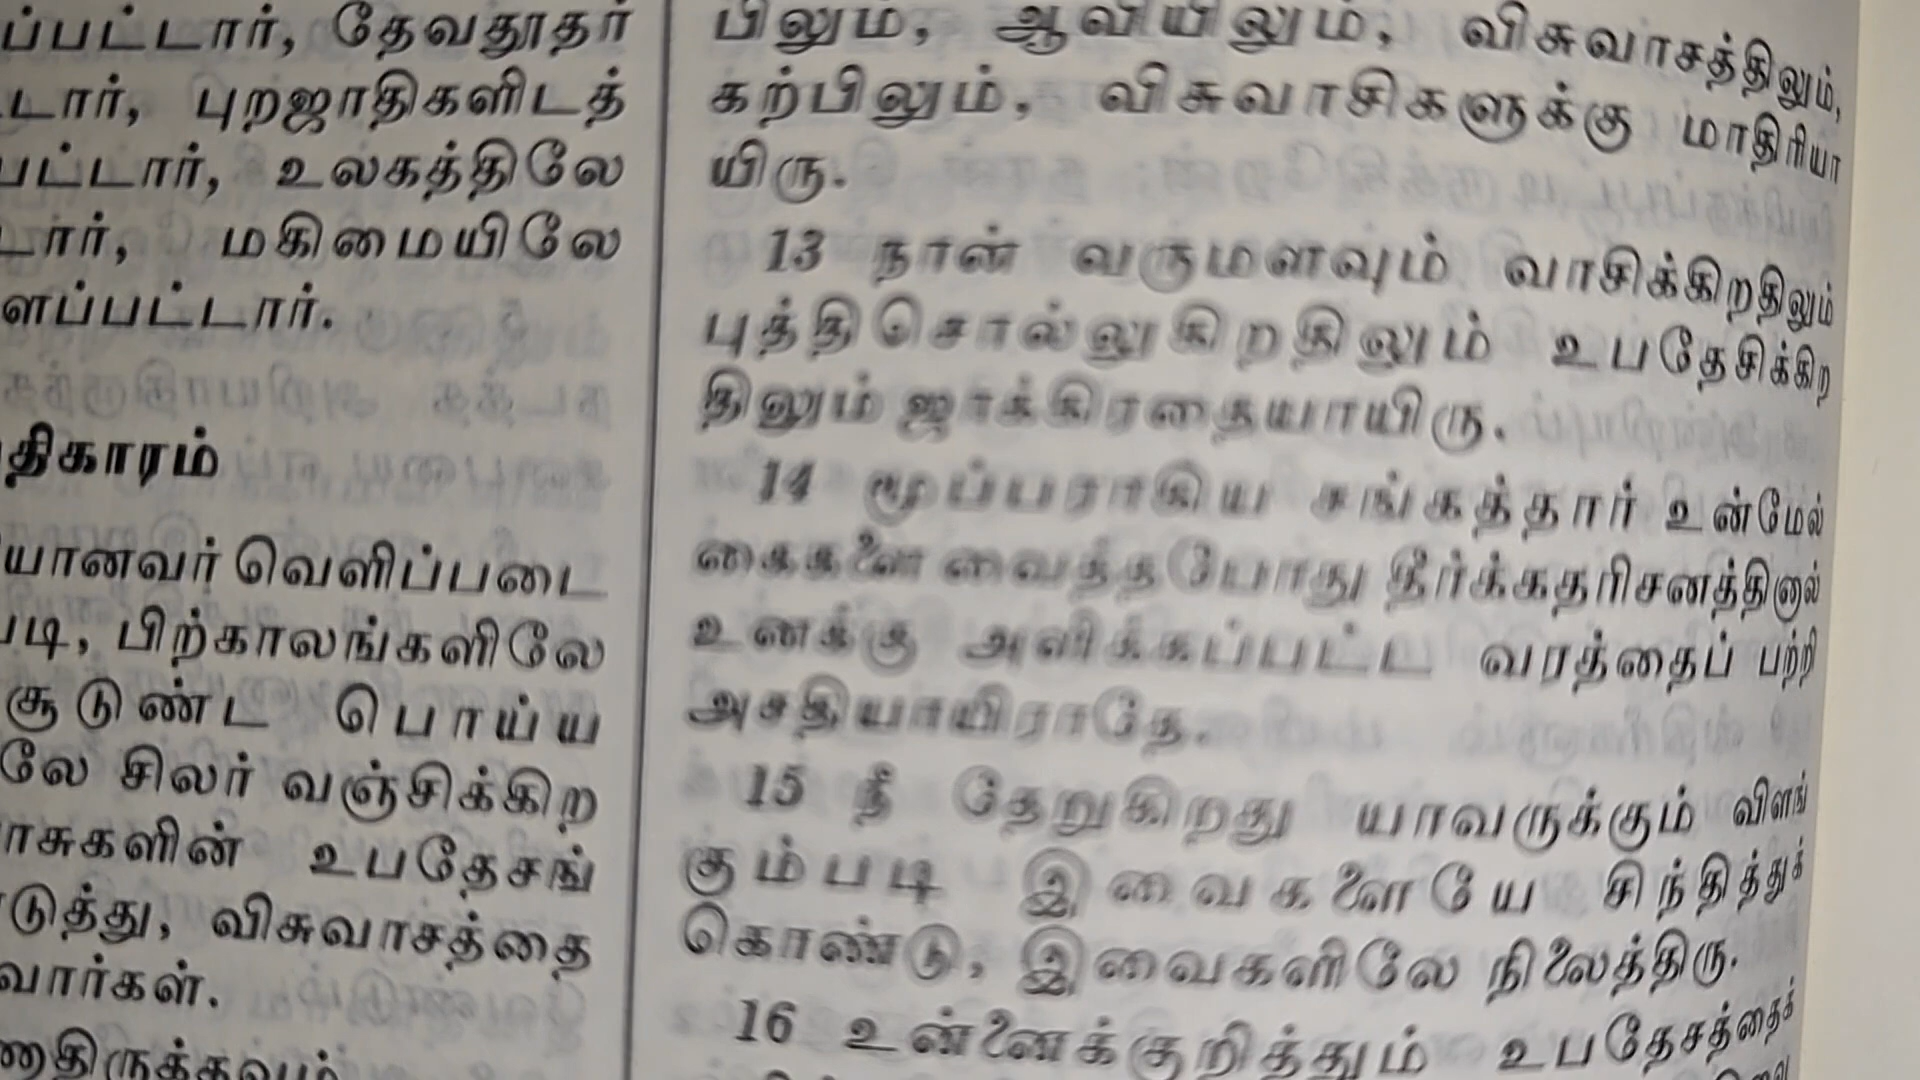 ப்பட்டார், தேவதூதர்
டார், புறஜாதிகளிடத்
பட்டார், உலகத்திலே
டார், மகிமையிலே
ளப்பட்டார்.
திகாரம்
யானவர் வெளிப்படை
படி, பிற்காலங்களிலே
சூடுண்ட பொய்ய
லே சிலர் வஞ்சிக்கிற
ாசுகளின் உபதேசங்
டுத்து, விசுவாசத்தை
வார்கள்.
ணதிருக்கவும்
பிலும், ஆவியிலும், விசுவாசத்திலும்,
கற்பிலும், விசுவாசிகளுக்கு மாதிரியா
யிரு.
13 நான் வருமளவும் வாசிக்கிறதிலும்
புத்திசொல்லுகிறதிலும் உபதேசிக்கிற
திலும் ஜாக்கிரதையாயிரு.
14 மூப்பராகிய சங்கத்தார் உன்மேல்
கைகளை வைத்தபோது தீர்க்கதரிசனத்தினால்
உனக்கு அளிக்கப்பட்ட வரத்தைப் பற்றி
அசதியாயிராதே.
15 நீ தேறுகிறது யாவருக்கும் விளங்
கும்படி இவைகளையே சிந்தித்துக்
கொண்டு, இவைகளிலே நிலைத்திரு.
16 உன்னைக்குறித்தும் உபதேசத்தைக்